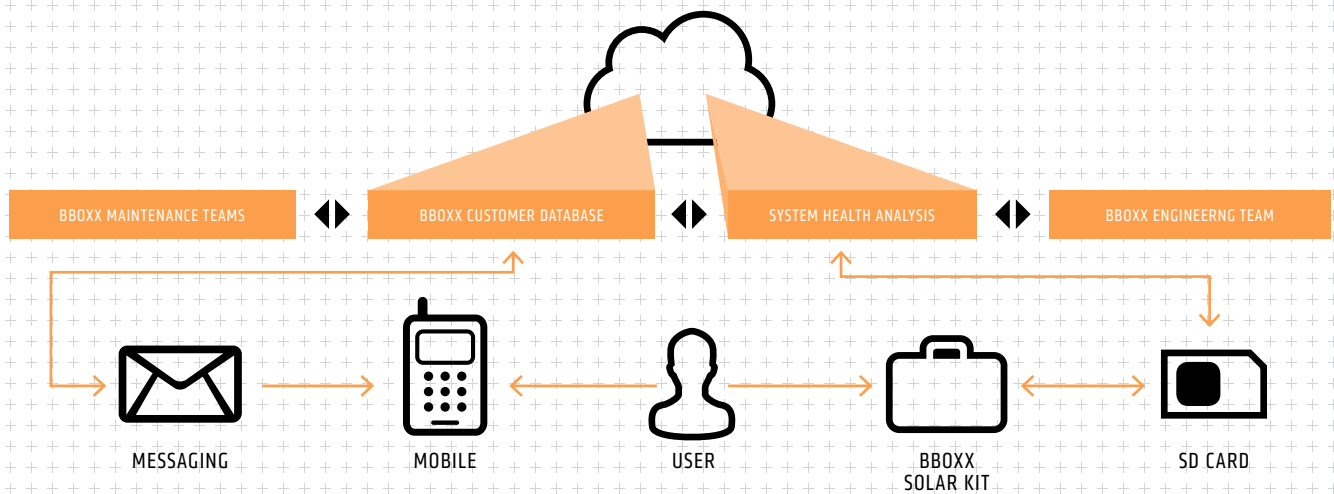 BBOXX MAINTENANCE TEAMS
BBOXX CUSTOMER DATABASE
SYSTEM HEALTH ANALYSIS
BBOXX ENGINEERNG TEAM
MESSAGING
MOBILE
USER
BBOXX
SOLAR KIT
SD CARD